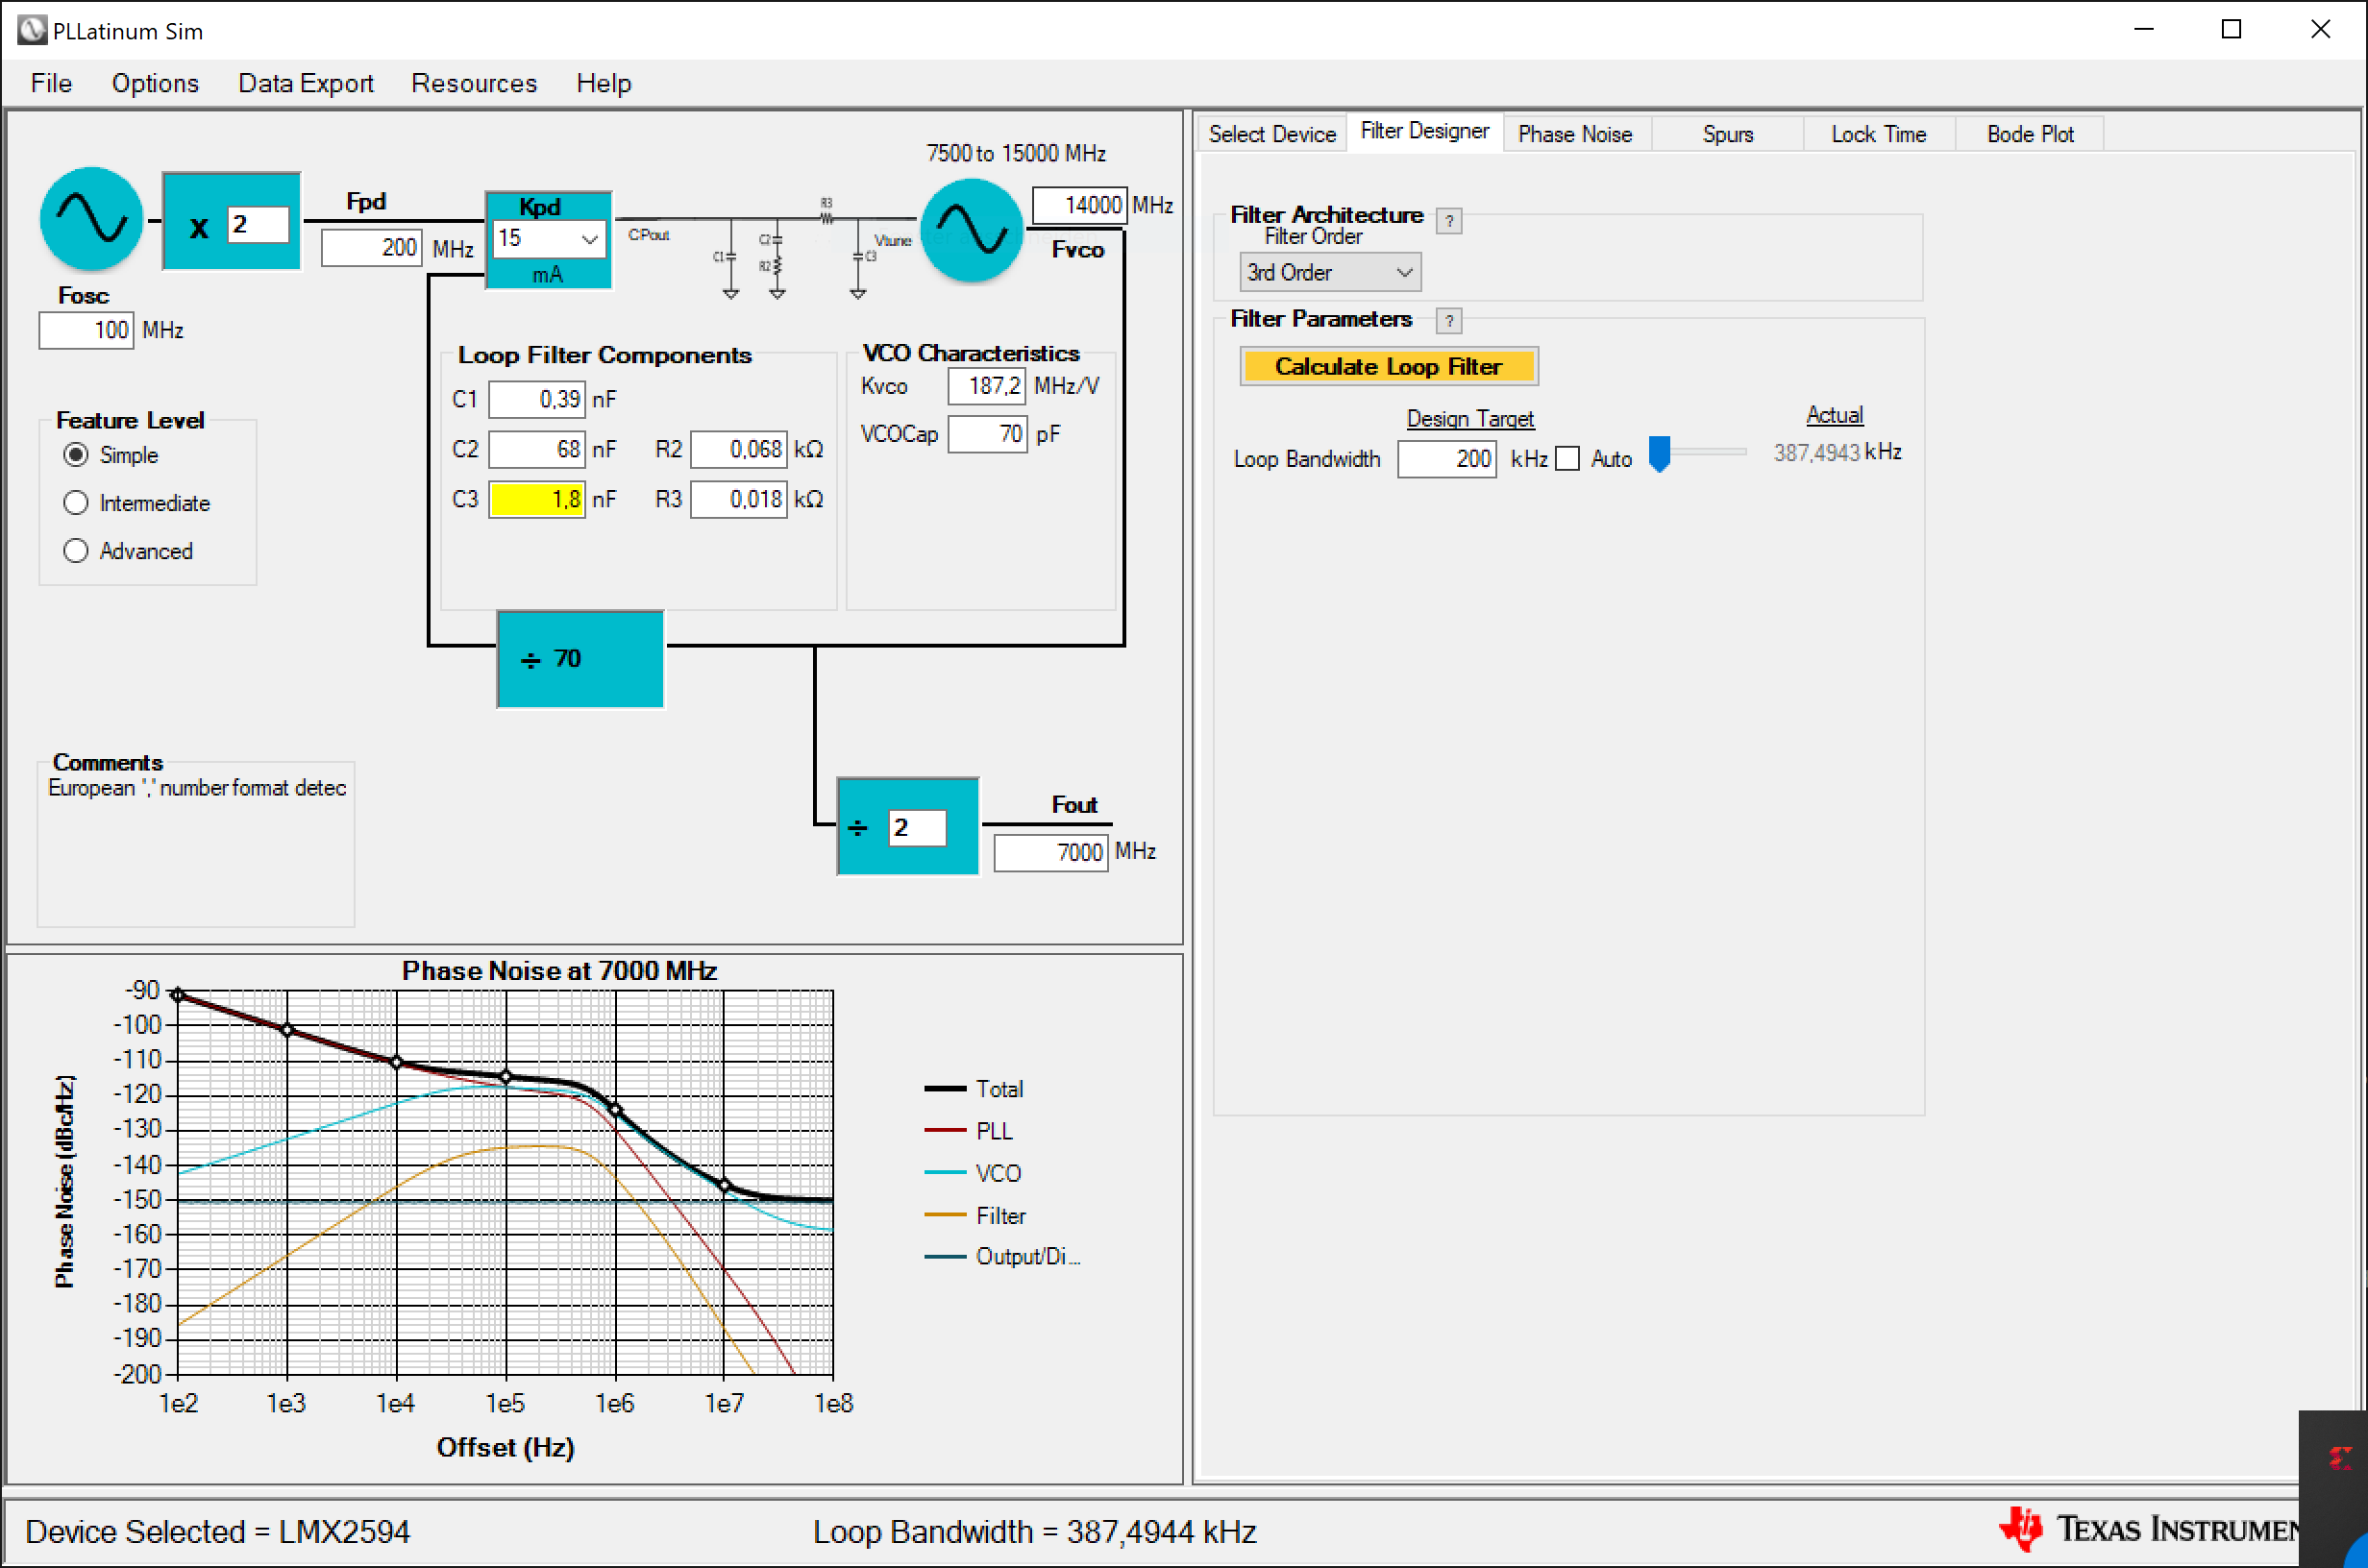 PLLatinum Sim
File Options Data Export Resources Help
7500 to 15000 MHz
x 2
Fpd
200 MHz
Kpd
15
mA
CPout
C1
C2
R2
R3
C3
Vtune
14000 MHz
Fvco
Fosc
100 MHz
Feature Level
Simple
Intermediate
Advanced
Loop Filter Components
C1 0,39 nF
C2 68 nF R2 0,068 kΩ
C3 1,8 nF R3 0,018 kΩ
VCO Characteristics
Kvco 187,2 MHz/V
VCOCap 70 pF
÷ 70
Comments
European ',' number format detec
÷ 2
Fout
7000 MHz
Phase Noise at 7000 MHz
Phase Noise (dBc/Hz)
-90
-100
-110
-120
-130
-140
-150
-160
-170
-180
-190
-200
1e2 1e3 1e4 1e5 1e6 1e7 1e8
Offset (Hz)
Total
PLL
VCO
Filter
Output/Di...
Select Device Filter Designer Phase Noise Spurs Lock Time Bode Plot
Filter Architecture ?
Filter Order
3rd Order
Filter Parameters ?
Calculate Loop Filter
Design Target Actual
Loop Bandwidth 200 kHz Auto 387,4943 kHz
Device Selected = LMX2594 Loop Bandwidth = 387,4944 kHz
TEXAS INSTRUMEN